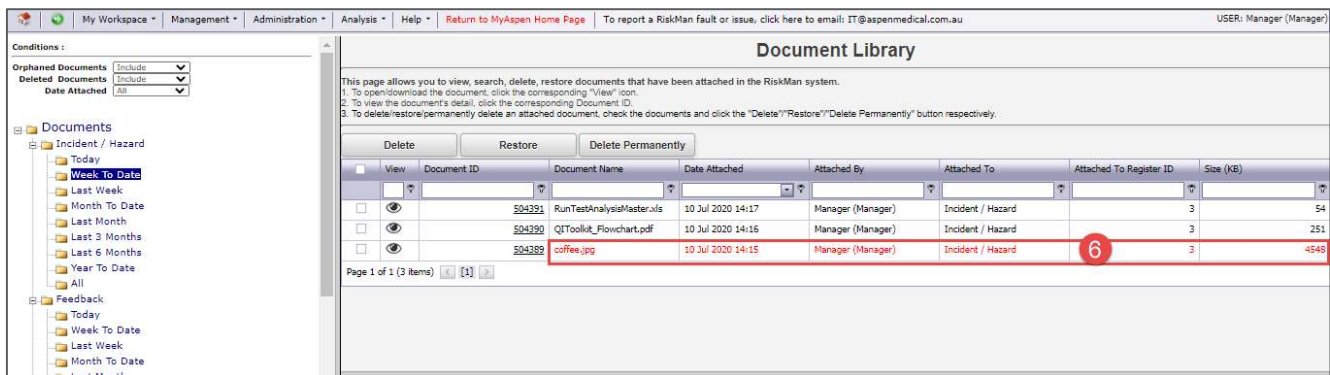 My Workspace Management Administration Analysis Help Return to MyAspen Home Page To report a RiskMan fault or issue, click here to email: IT@aspenmedical.com.au USER: Manager (Manager)
Conditions :
Orphaned Documents Include
Deleted Documents Include
Date Attached All
Documents
Incident / Hazard
Today
Week To Date
Last Week
Month To Date
Last Month
Last 3 Months
Last 6 Months
Year To Date
All
Feedback
Today
Week To Date
Last Week
Month To Date
Document Library
This page allows you to view, search, delete, restore documents that have been attached in the RiskMan system.
1. To open/download the document, click the corresponding "View" icon.
2. To view the document's detail, click the corresponding Document ID.
3. To delete/restore/permanently delete an attached document, check the documents and click the "Delete"/"Restore"/"Delete Permanently" button respectively.
Delete Restore Delete Permanently
View Document ID Document Name Date Attached Attached By Attached To Attached To Register ID Size (KB)
504391 RunTestAnalysisMaster.xls 10 Jul 2020 14:17 Manager (Manager) Incident / Hazard 3 54
504390 QIToolkit_Flowchart.pdf 10 Jul 2020 14:16 Manager (Manager) Incident / Hazard 3 251
504389 coffee.jpg 10 Jul 2020 14:15 Manager (Manager) Incident / Hazard 6 3 4548
Page 1 of 1 (3 items) < [1] >